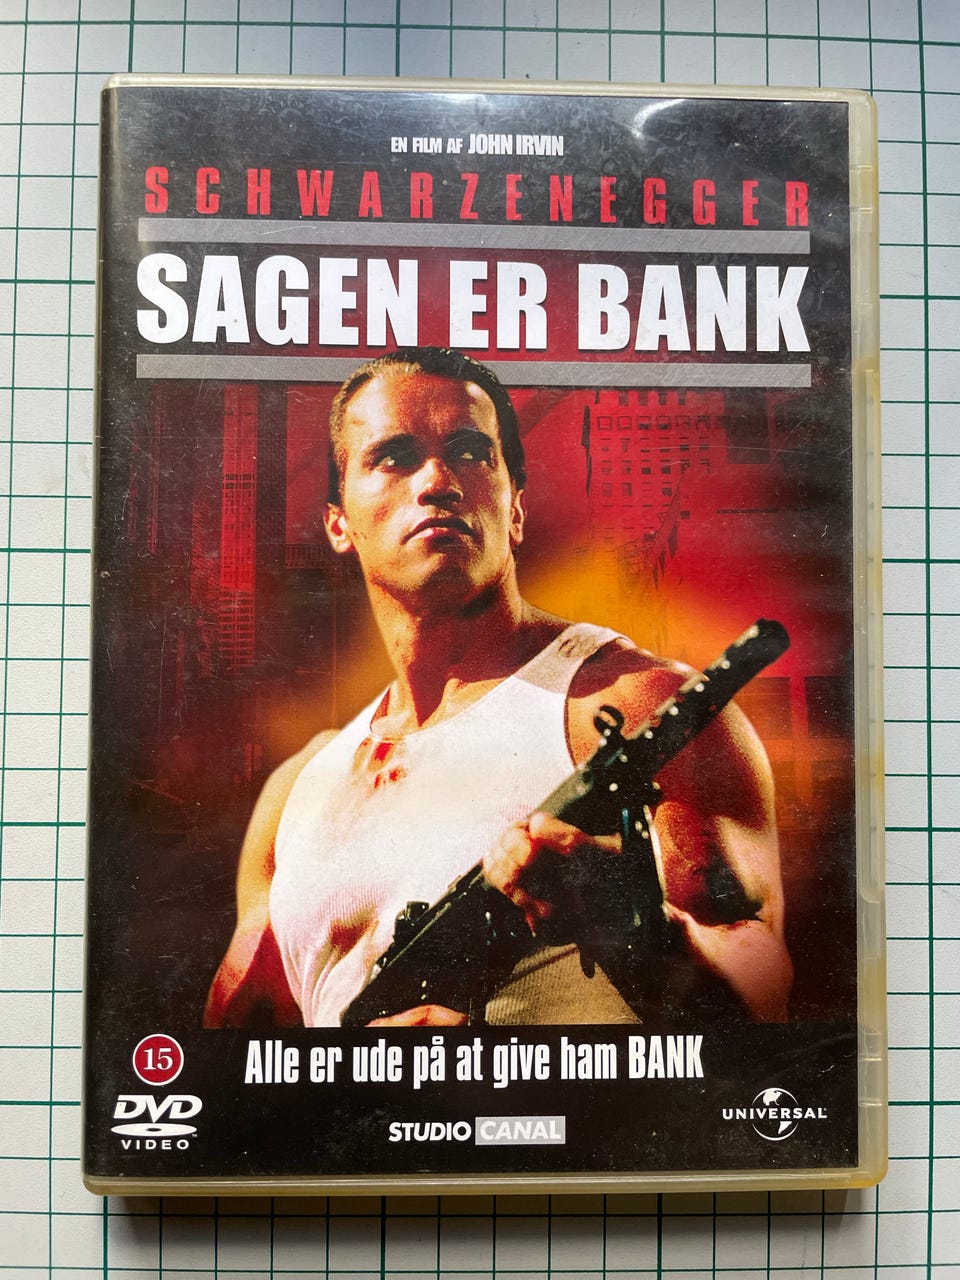 EN FILM AF JOHN IRVIN
SCHWARZENEGGER
SAGEN ER BANK
15
Alle er ude på at give ham BANK
DVD
VIDEO
STUDIO CANAL
UNIVERSAL